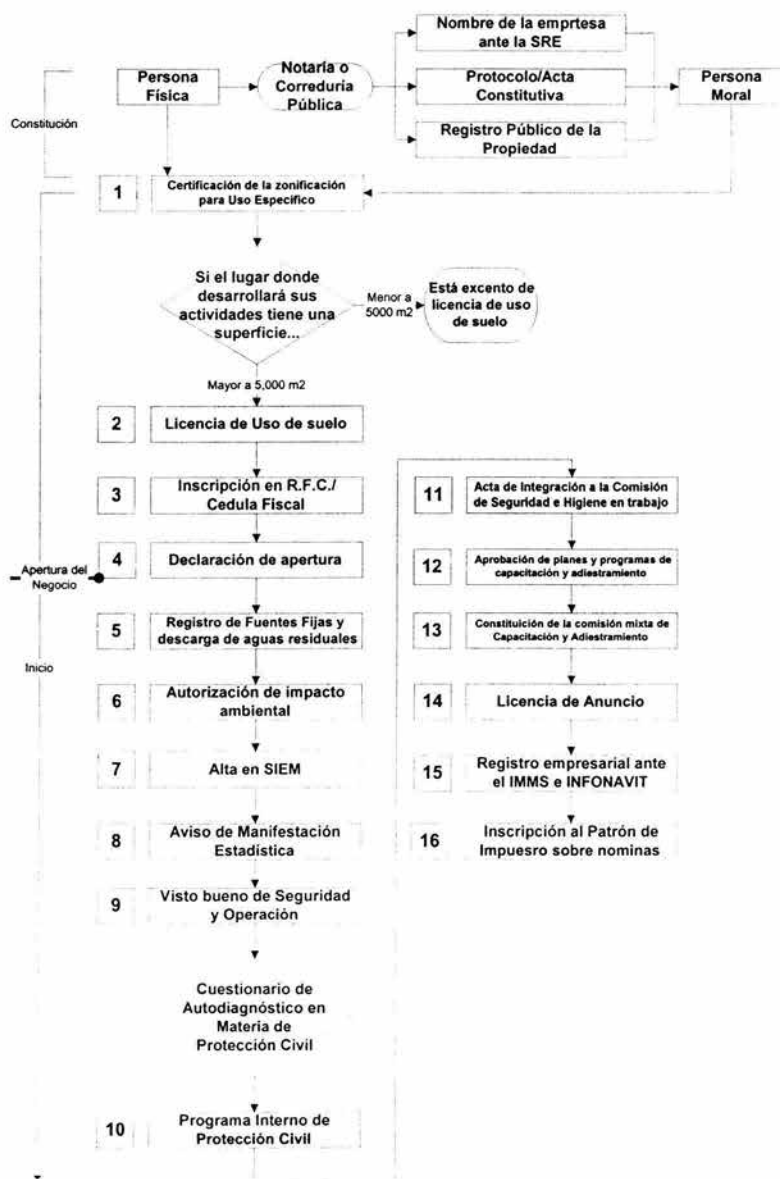 Nombre de la emprtesa
ante la SRE
Persona
Física
Notaría o
Correduría
Pública
Protocolo/Acta
Constitutiva
Persona
Moral
Registro Público de la
Propiedad
Constitución
1
Certificación de la zonificación
para Uso Específico
Si el lugar donde
desarrollará sus
actividades tiene una
superficie...
Menor a
5000 m2
Está excento de
licencia de uso
de suelo
Mayor a 5,000 m2
2
Licencia de Uso de suelo
3
Inscripción en R.F.C./
Cedula Fiscal
4
Declaración de apertura
Apertura del
Negocio
5
Registro de Fuentes Fijas y
descarga de aguas residuales
Inicio
6
Autorización de impacto
ambiental
7
Alta en SIEM
8
Aviso de Manifestación
Estadística
9
Visto bueno de Seguridad
y Operación
Cuestionario de
Autodiagnóstico en
Materia de
Protección Civil
10
Programa Interno de
Protección Civil
11
Acta de Integración a la Comisión
de Seguridad e Higiene en trabajo
12
Aprobación de planes y programas de
capacitación y adiestramiento
13
Constituición de la comisión mixta de
Capacitación y Adiestramiento
14
Licencia de Anuncio
15
Registro empresarial ante
el IMMS e INFONAVIT
16
Inscripción al Patrón de
Impuesro sobre nominas